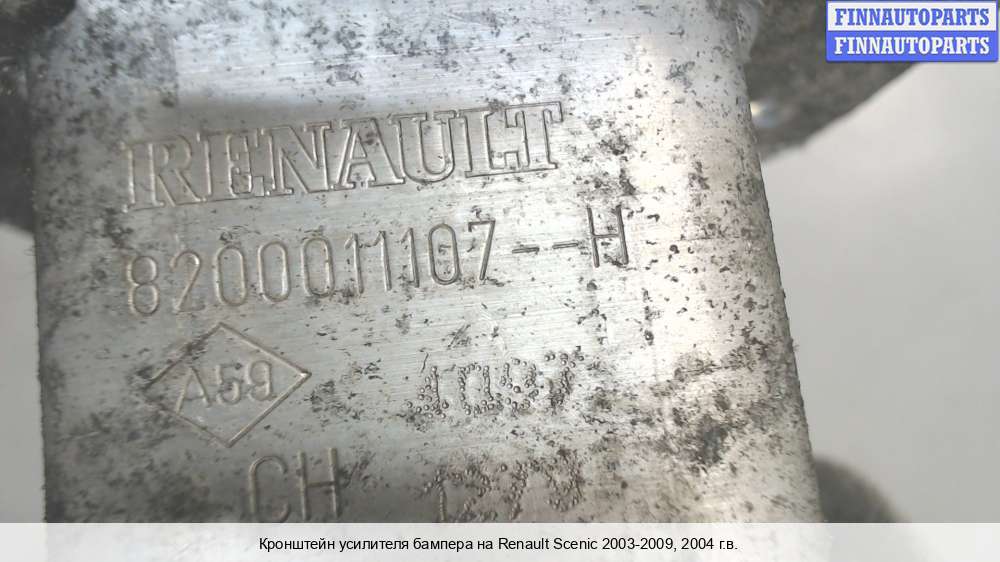 FINNAUTOPARTS
FINNAUTOPARTS
RENAULT
8200011107--H
A59
CH
Кронштейн усилителя бампера на Renault Scenic 2003-2009, 2004 г.в.